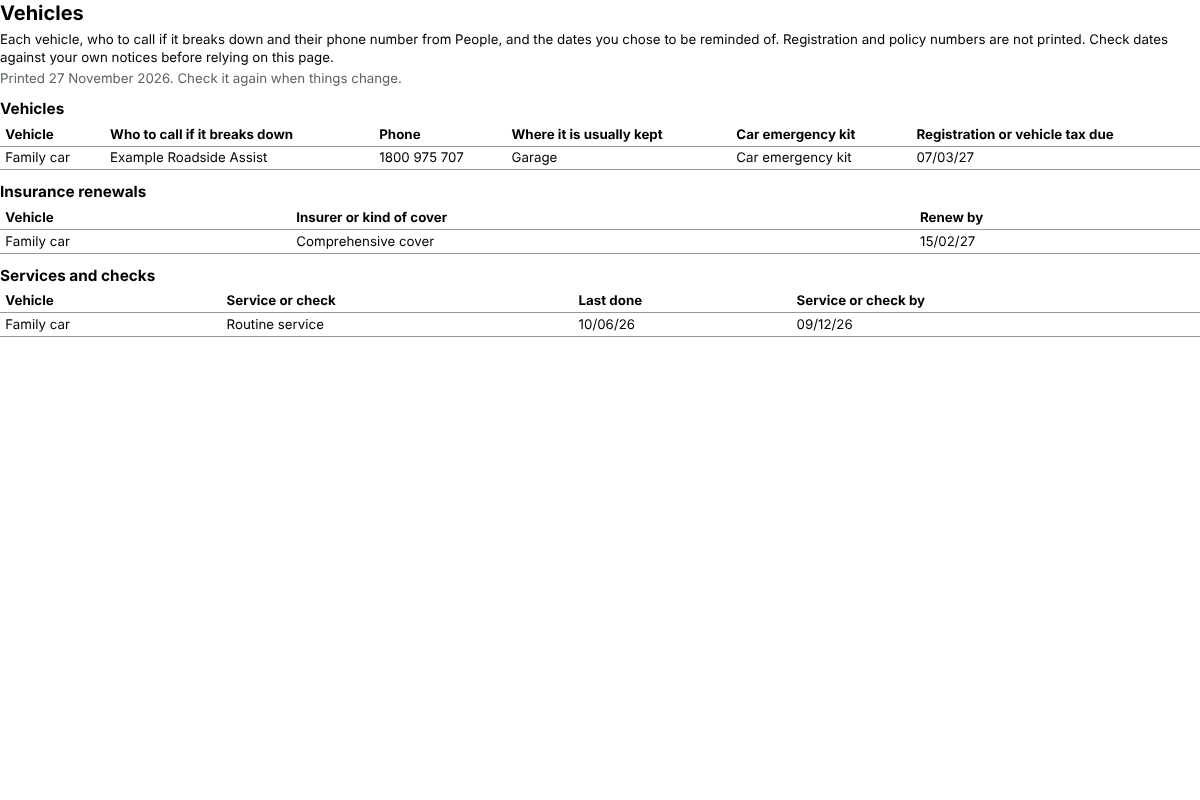 Vehicles
Each vehicle, who to call if it breaks down and their phone number from People, and the dates you chose to be reminded of. Registration and policy numbers are not printed. Check dates
against your own notices before relying on this page.
Printed 27 November 2026. Check it again when things change.
Vehicles
Vehicle Who to call if it breaks down Phone Where it is usually kept Car emergency kit Registration or vehicle tax due
Family car Example Roadside Assist 1800 975 707 Garage Car emergency kit 07/03/27
Insurance renewals
Vehicle Insurer or kind of cover Renew by
Family car Comprehensive cover 15/02/27
Services and checks
Vehicle Service or check Last done Service or check by
Family car Routine service 10/06/26 09/12/26